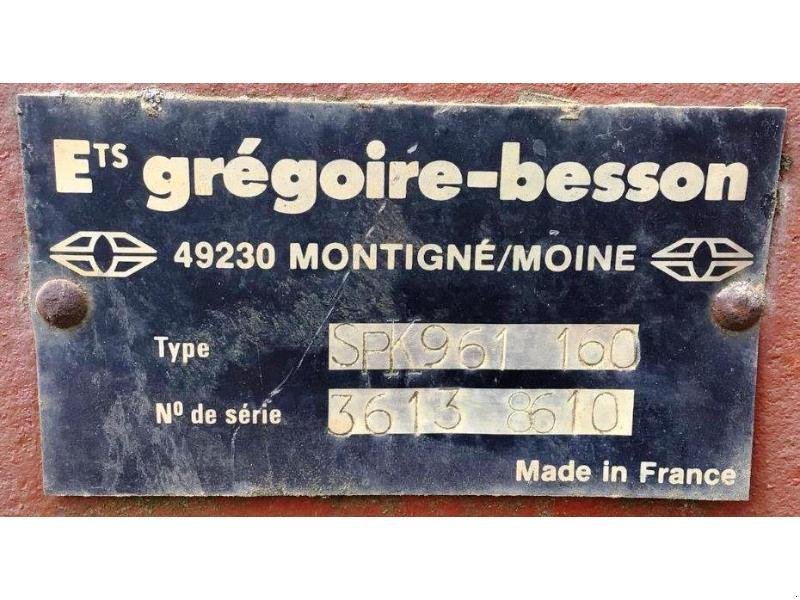 Ets grégoire-besson
49230 MONTIGNÉ/MOINE
Type SPK961 160
Nº de série 3613 8610
Made in France